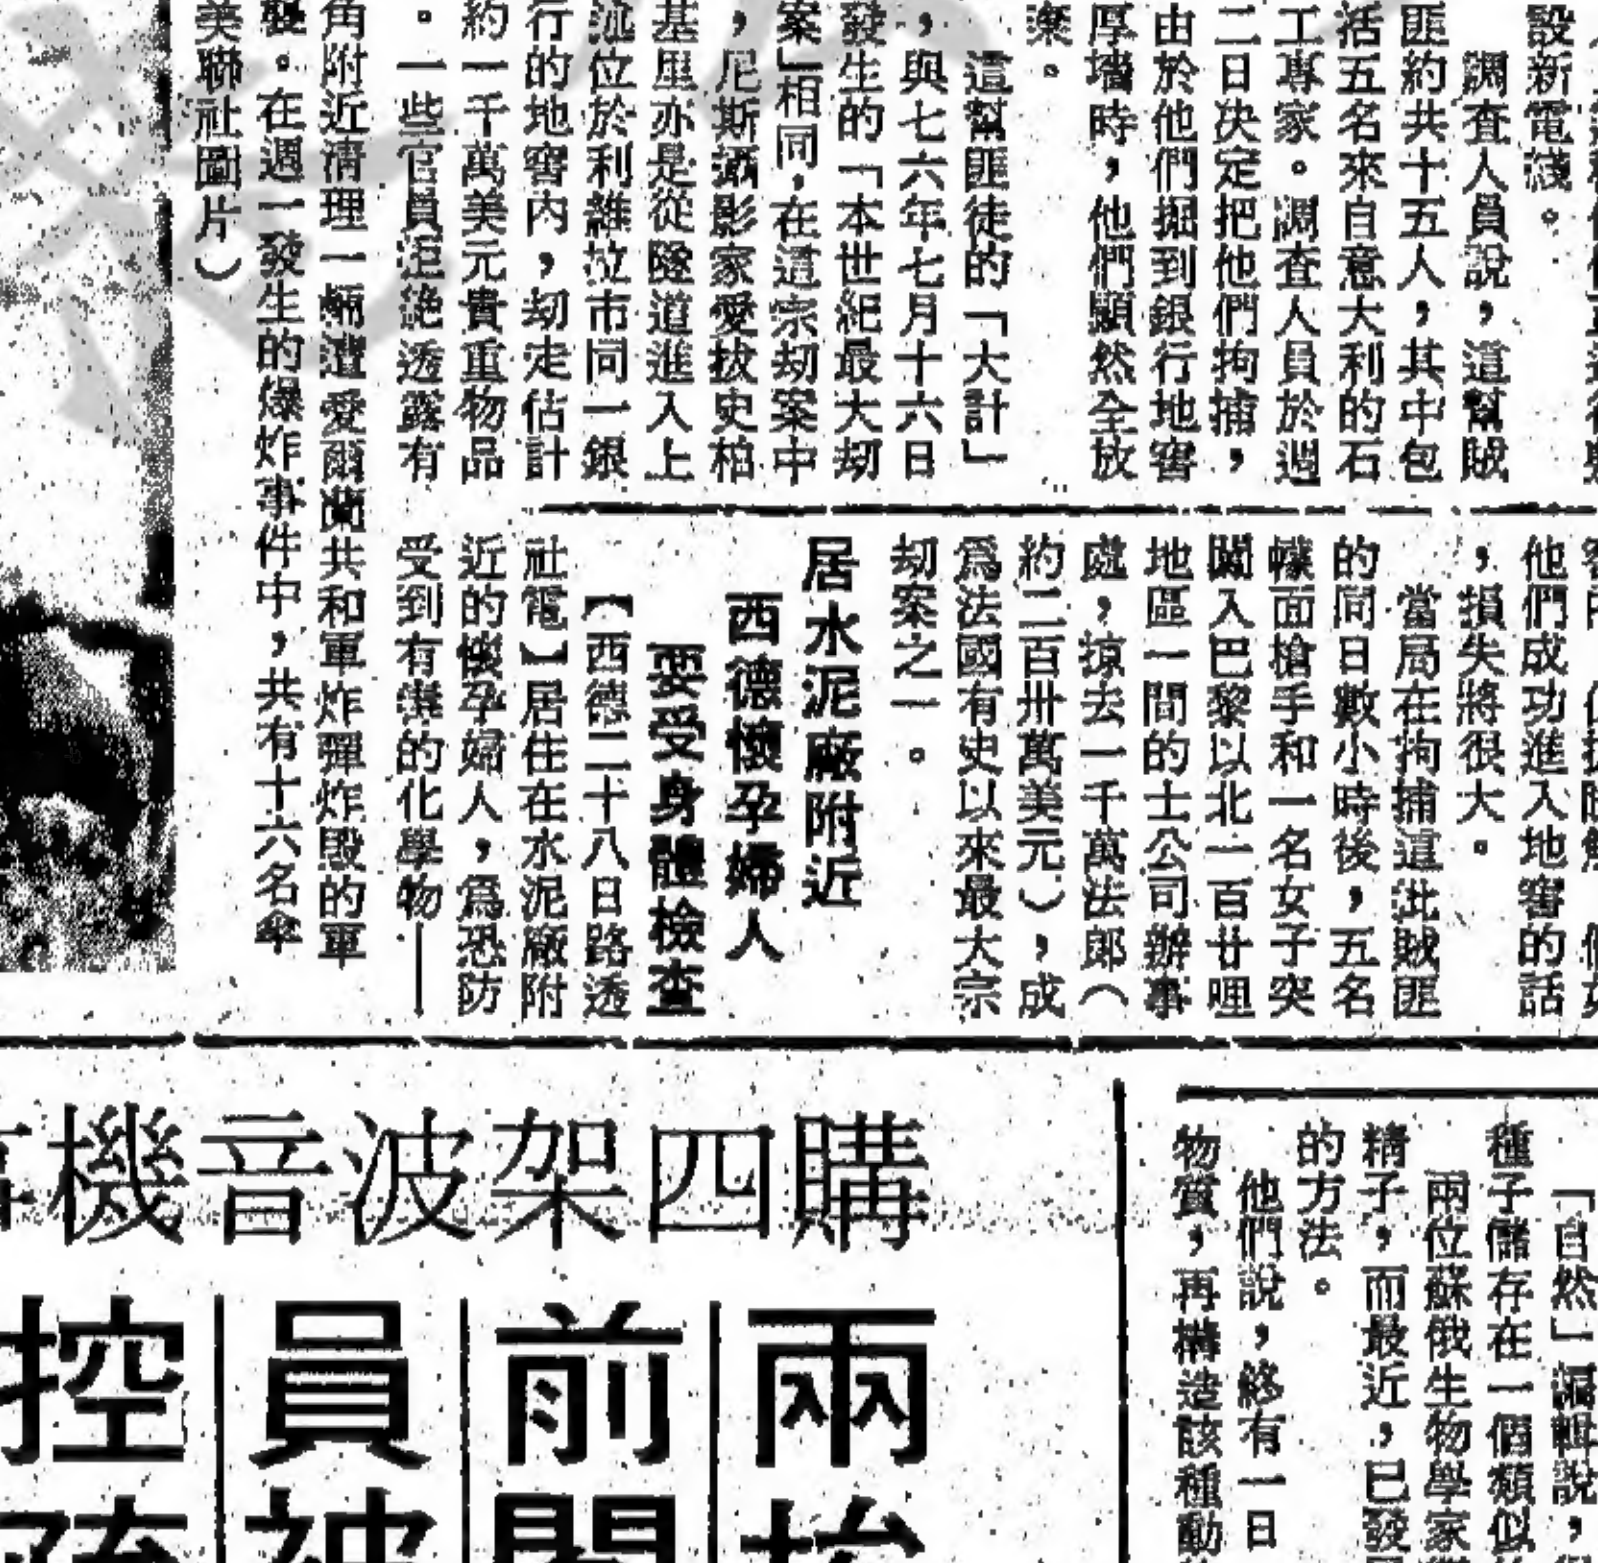 設新電綫。
調查人員說，這幫賊
匪約共十五人，其中包
括五名來自意大利的石
工專家。調查人員於週
二日決定把他們拘捕，
由於他們掘到銀行地窖
厚墻時，他們顯然全放
棄。
這幫匪徒的「大計」
，與七六年七月十六日
發生的「本世紀最大刧
案」相同，在這宗刧案中
，尼斯攝影家愛拔史柏
基里亦是從隧道進入上
流位於利維拉市同一銀
行的地窖內，刧走估計
約一千萬美元貴重物品
。一些官員拒絕透露有
他們成功進入地窖的話
，損失將很大。
當局在拘捕這批賊匪
的同日數小時後，五名
幪面槍手和一名女子突
闖入巴黎以北一百廿哩
地區一間的士公司辦事
處，掠去一千萬法郎（
約二百卅萬美元），成
爲法國有史以來最大宗
刧案之一。
居水泥廠附近
西德懷孕婦人
要受身體檢查
【西德二十八日路透
社電】居住在水泥廠附
近的懷孕婦人，爲恐防
受到有毒的化學物——
角附近清理一輛遭愛爾蘭共和軍炸彈炸毀的軍
襲。在週一發生的爆炸事件中，共有十六名傘
美聯社圖片）
「自然」編輯說，
種子儲存在一個類似
兩位蘇俄生物學家
精子，而最近，已發
的方法。
他們說，終有一日
物質，再構造該種動
購四架波音機
兩
前
員
控